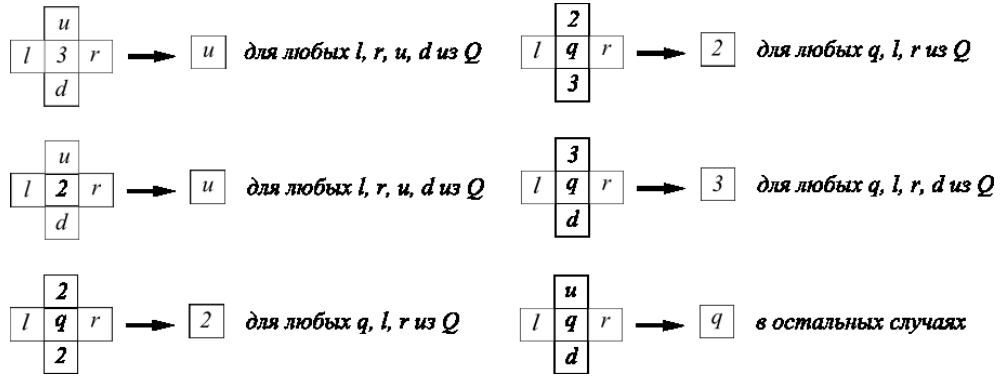 u
2
l 3 r u для любых l, r, u, d из Q
l q r 2 для любых q, l, r из Q
d
3
u
3
l 2 r u для любых l, r, u, d из Q
l q r 3 для любых q, l, r, d из Q
d
d
2
u
l q r 2 для любых q, l, r из Q
l q r q в остальных случаях
2
d